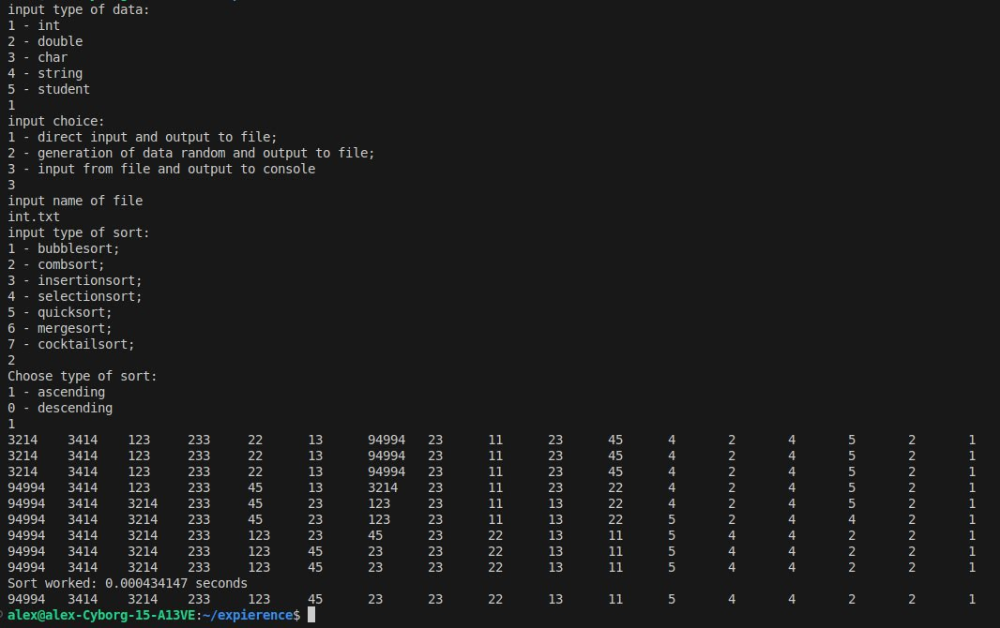 input type of data:
1 - int
2 - double
3 - char
4 - string
5 - student
1
input choice:
1 - direct input and output to file;
2 - generation of data random and output to file;
3 - input from file and output to console
3
input name of file
int.txt
input type of sort:
1 - bubblesort;
2 - combsort;
3 - insertionsort;
4 - selectionsort;
5 - quicksort;
6 - mergesort;
7 - cocktailsort;
2
Choose type of sort:
1 - ascending
0 - descending
1
3214 3414 123 233 22 13 94994 23 11 23 45 4 2 4 5 2 1
3214 3414 123 233 22 13 94994 23 11 23 45 4 2 4 5 2 1
3214 3414 123 233 22 13 94994 23 11 23 45 4 2 4 5 2 1
94994 3414 123 233 45 13 3214 23 11 23 22 4 2 4 5 2 1
94994 3414 3214 233 45 23 123 23 11 13 22 4 2 4 5 2 1
94994 3414 3214 233 45 23 123 23 11 13 22 5 2 4 4 2 1
94994 3414 3214 233 123 23 45 23 22 13 11 5 4 4 2 2 1
94994 3414 3214 233 123 45 23 23 22 13 11 5 4 4 2 2 1
94994 3414 3214 233 123 45 23 23 22 13 11 5 4 4 2 2 1
Sort worked: 0.000434147 seconds
94994 3414 3214 233 123 45 23 23 22 13 11 5 4 4 2 2 1
alex@alex-Cyborg-15-A13VE:~/expierence$